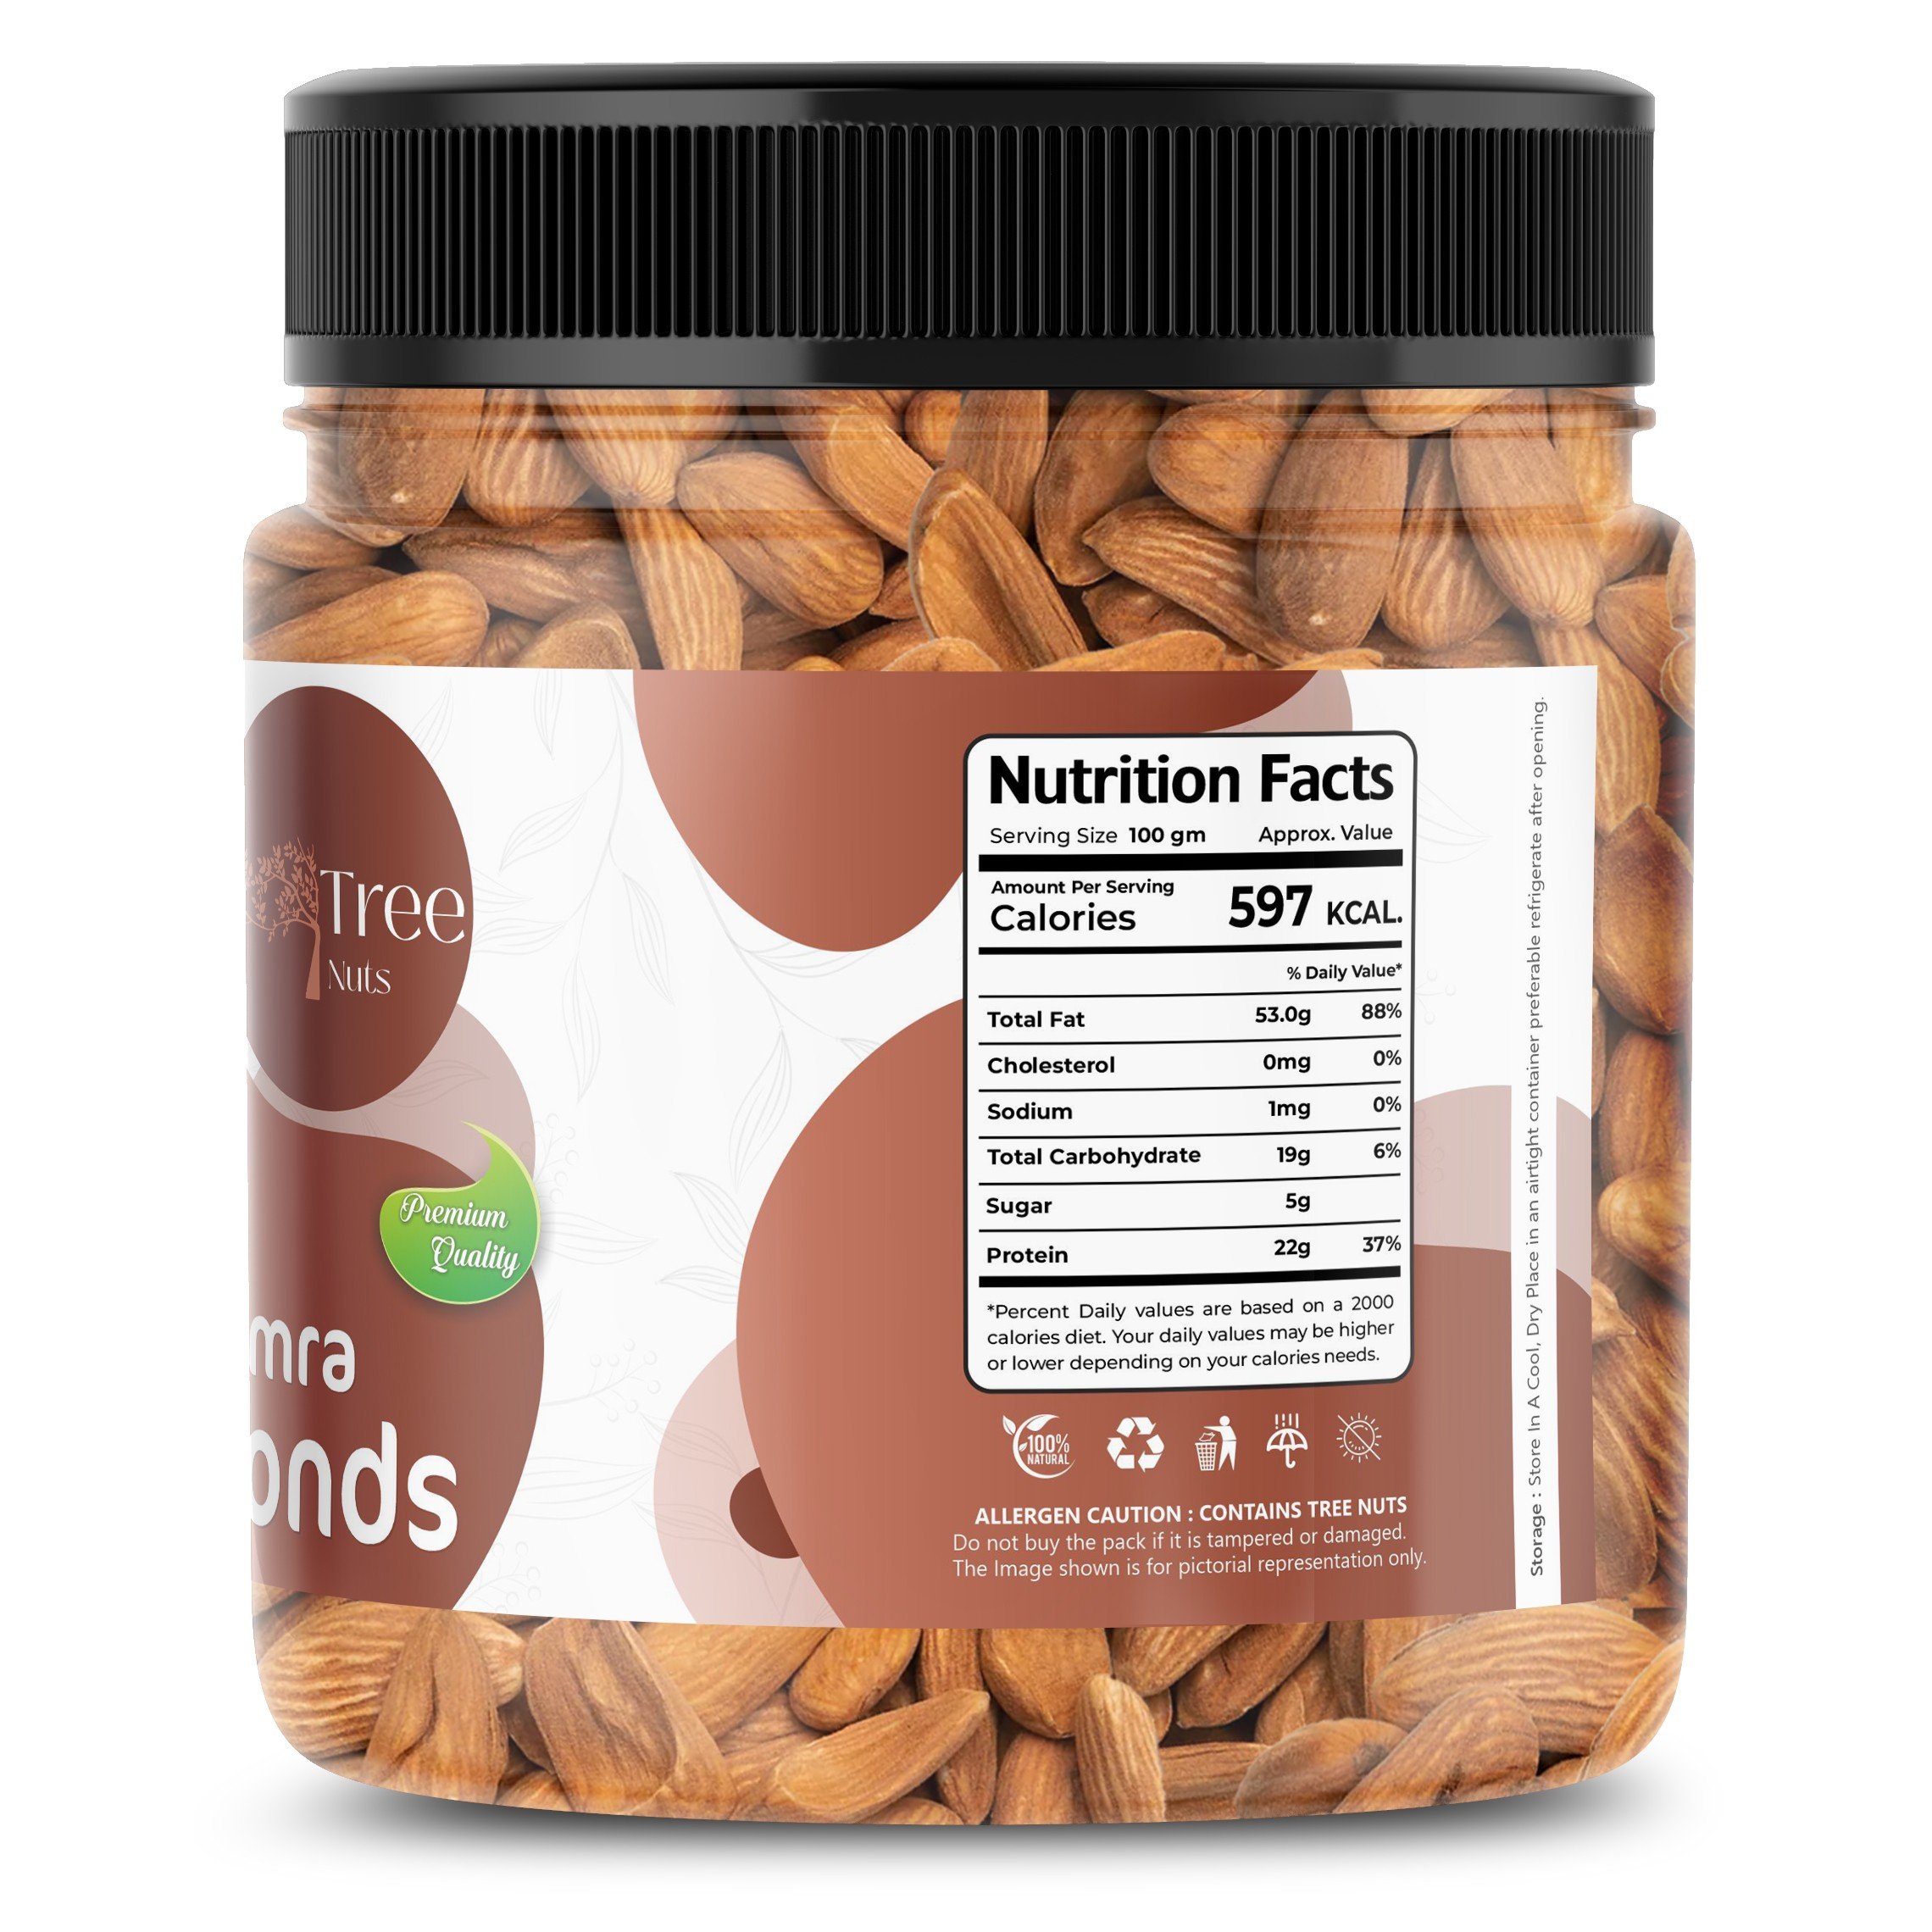 Tree
Nuts
Premium
Quality
mra
onds
Nutrition Facts
Serving Size 100 gm Approx. Value
Amount Per Serving
Calories 597 KCAL.
% Daily Value*
Total Fat 53.0g 88%
Cholesterol 0mg 0%
Sodium 1mg 0%
Total Carbohydrate 19g 6%
Sugar 5g
Protein 22g 37%
*Percent Daily values are based on a 2000
calories diet. Your daily values may be higher
or lower depending on your calories needs.
100%
NATURAL
ALLERGEN CAUTION : CONTAINS TREE NUTS
Do not buy the pack if it is tampered or damaged.
The Image shown is for pictorial representation only.
Storage : Store In A Cool, Dry Place in an airtight container preferable refrigerate after opening.